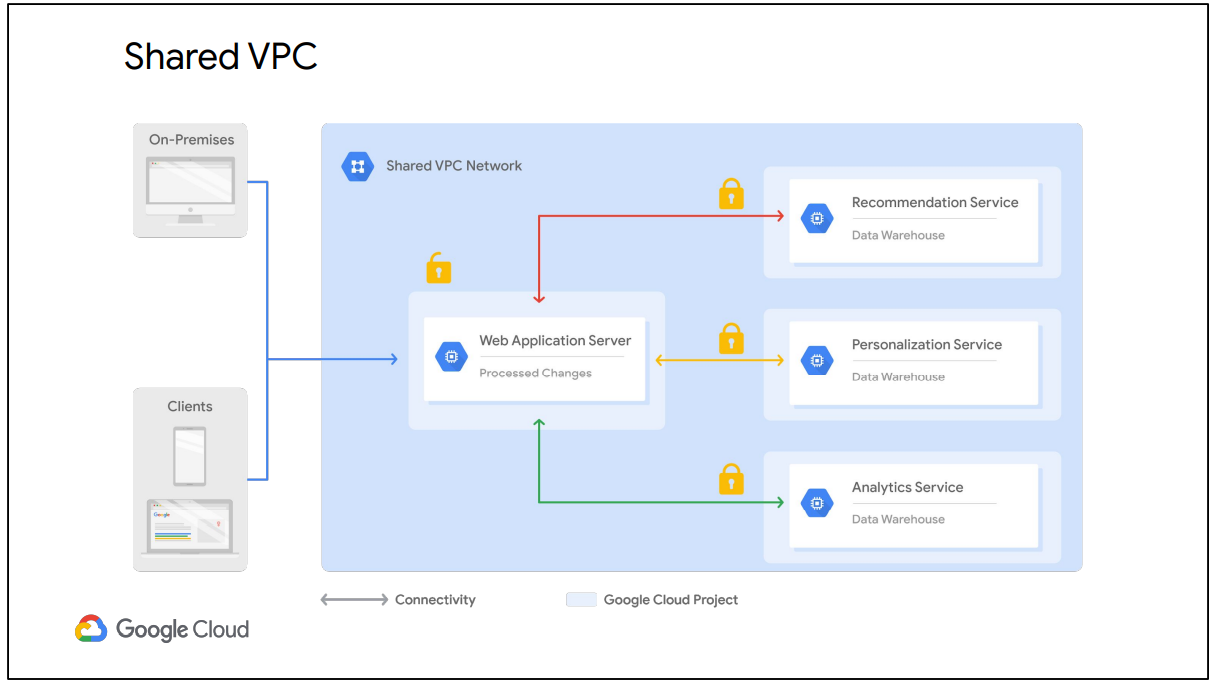 Shared VPC
On-Premises
Shared VPC Network
Recommendation Service
Data Warehouse
Web Application Server
Processed Changes
Personalization Service
Data Warehouse
Clients
Google
Analytics Service
Data Warehouse
Connectivity
Google Cloud Project
Google Cloud